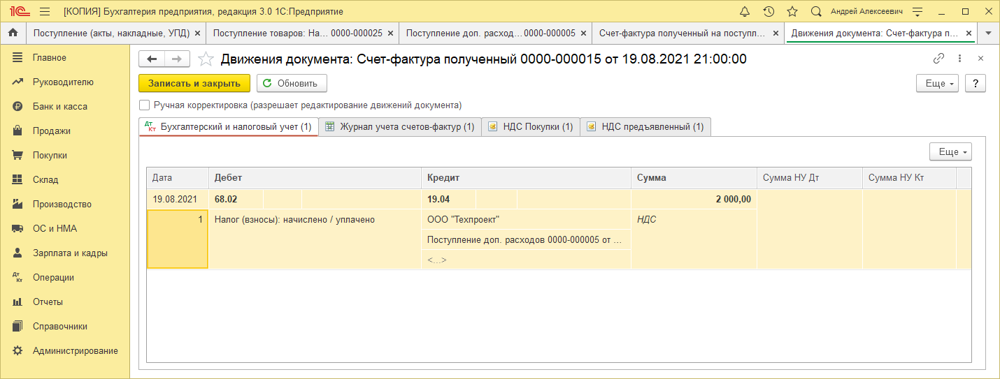 1С [КОПИЯ] Бухгалтерия предприятия, редакция 3.0 1С:Предприятие Андрей Алексеевич
Поступление (акты, накладные, УПД) Поступление товаров: На... 0000-000025 Поступление доп. расход... 0000-000005 Счет-фактура полученный на поступл... Движения документа: Счет-фактура п...
Главное
Руководителю
Банк и касса
Продажи
Покупки
Склад
Производство
ОС и НМА
Зарплата и кадры
Операции
Отчеты
Справочники
Администрирование
Движения документа: Счет-фактура полученный 0000-000015 от 19.08.2021 21:00:00
Записать и закрыть Обновить Еще ?
Ручная корректировка (разрешает редактирование движений документа)
Дт Кт Бухгалтерский и налоговый учет (1) Журнал учета счетов-фактур (1) НДС Покупки (1) НДС предъявленный (1)
Еще
Дата Дебет Кредит Сумма Сумма НУ Дт Сумма НУ Кт
19.08.2021 68.02 19.04 2 000,00
1 Налог (взносы): начислено / уплачено ООО "Техпроект" НДС
Поступление доп. расходов 0000-000005 от ...
<...>